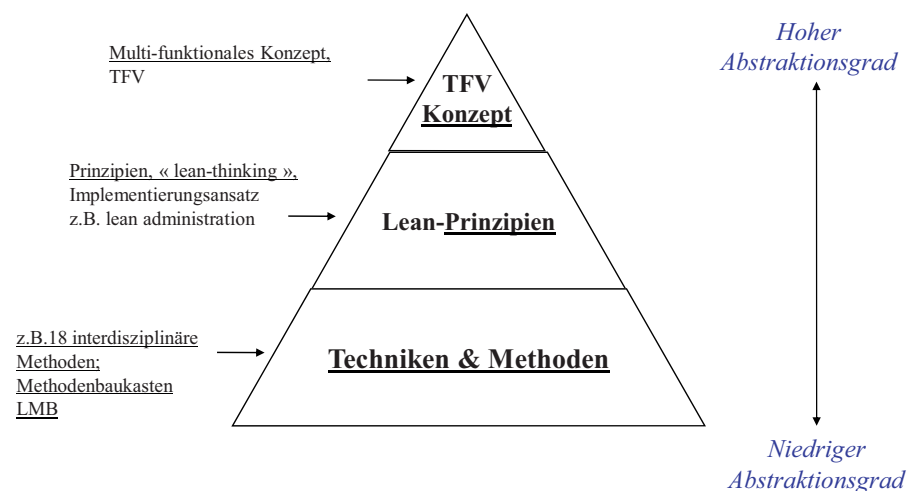 Hoher
Abstraktionsgrad
Multi-funktionales Konzept,
TFV
TFV
Konzept
Prinzipien, « lean-thinking »,
Implementierungsansatz
z.B. lean administration
Lean-Prinzipien
z.B.18 interdisziplinäre
Methoden;
Methodenbaukasten
LMB
Techniken & Methoden
Niedriger
Abstraktionsgrad